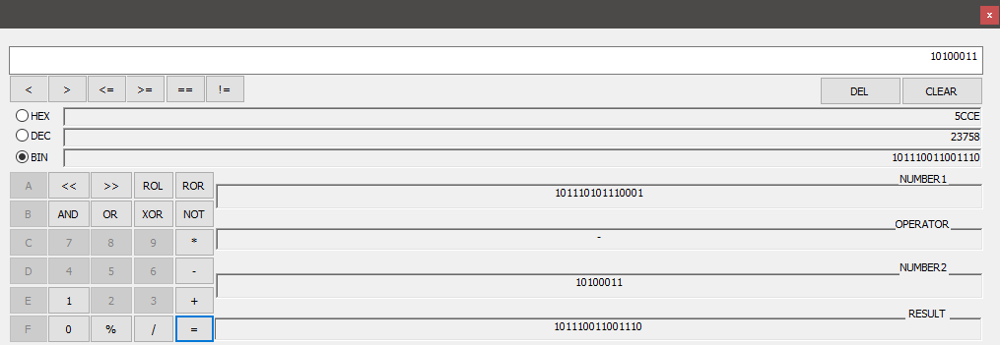 x
10100011
< > <= >= == != DEL CLEAR
HEX 5CCE
DEC 23758
BIN 101110011001110
A << >> ROL ROR NUMBER1
101110101110001
B AND OR XOR NOT OPERATOR
C 7 8 9 * -
D 4 5 6 - NUMBER2
10100011
E 1 2 3 + RESULT
F 0 % / = 101110011001110